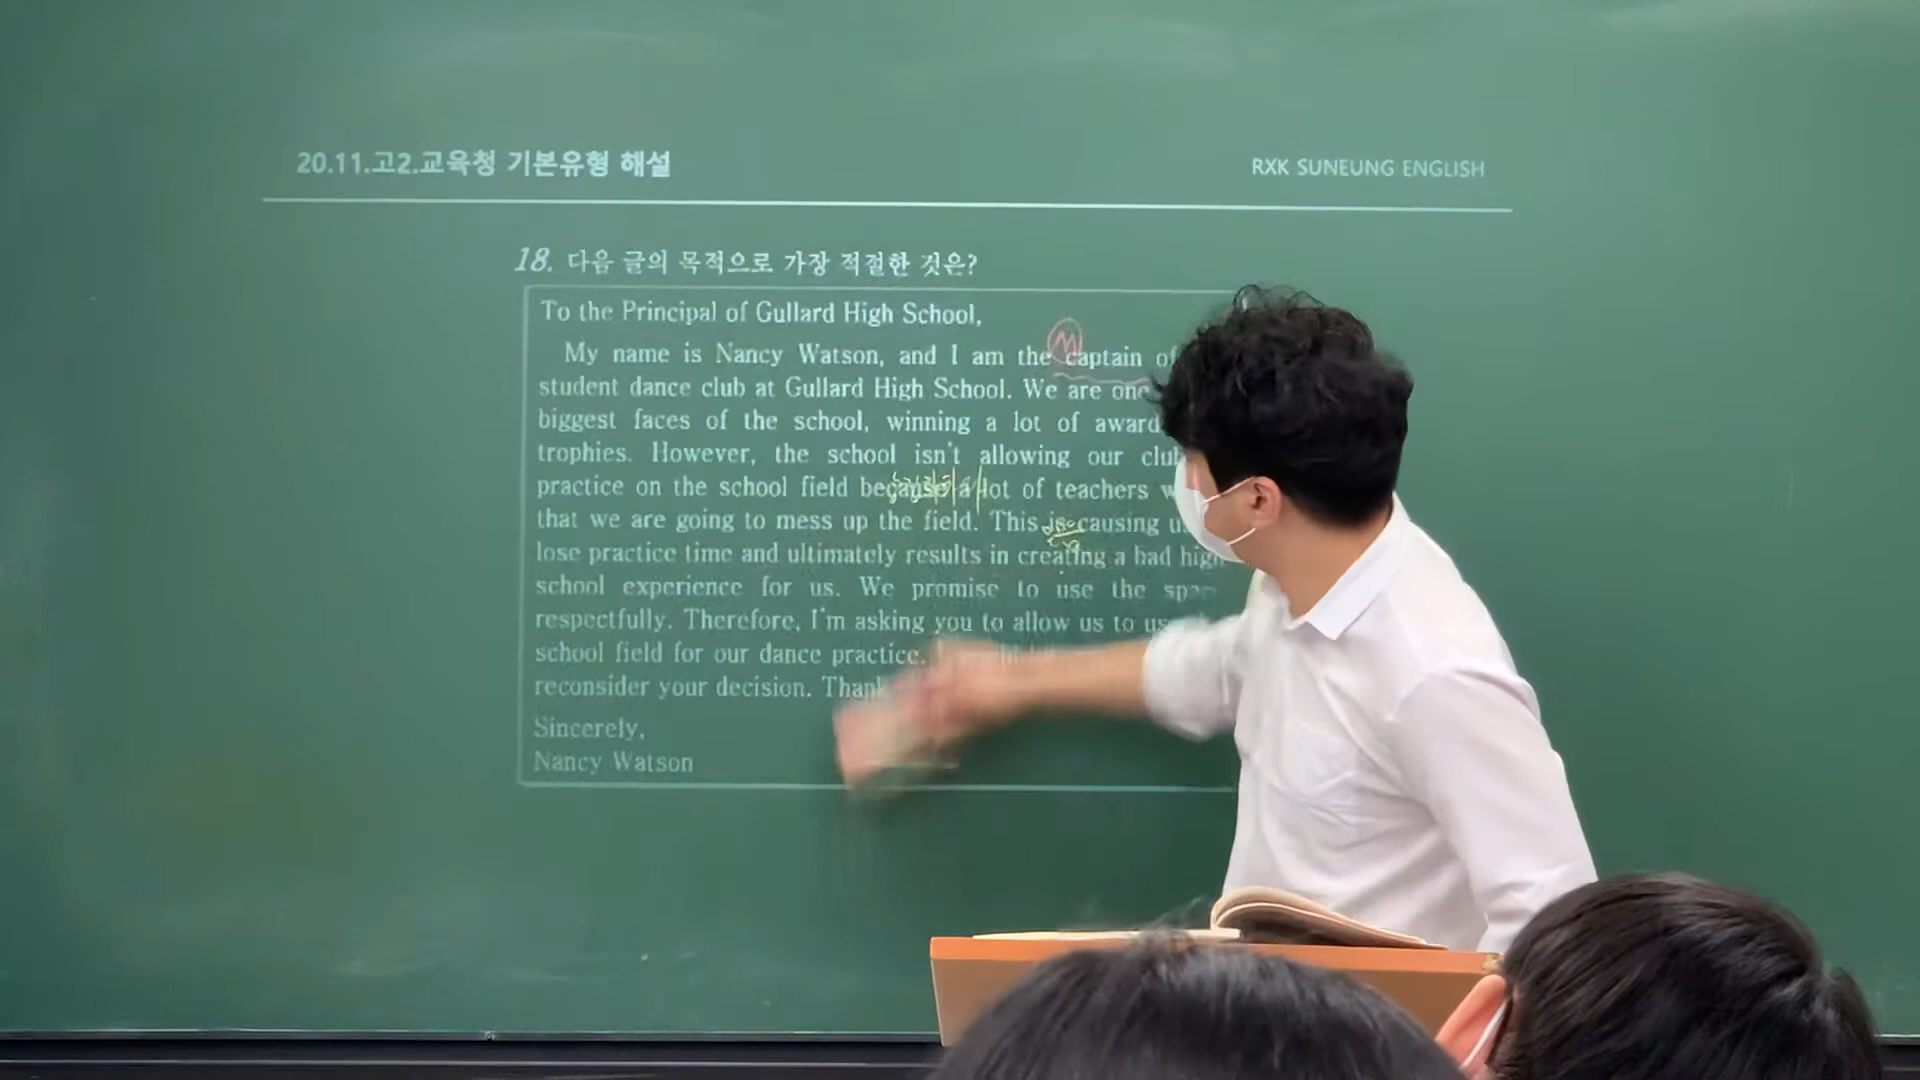 20.11.고2.교육청 기본유형 해설
RXK SUNEUNG ENGLISH
18. 다음 글의 목적으로 가장 적절한 것은?
To the Principal of Gullard High School,
My name is Nancy Watson, and I am the captain of
student dance club at Gullard High School. We are one
biggest faces of the school, winning a lot of award
trophies. However, the school isn't allowing our club
practice on the school field because a lot of teachers
that we are going to mess up the field. This is causing
lose practice time and ultimately results in creating a bad high
school experience for us. We promise to use the
respectfully. Therefore, I'm asking you to allow us to
school field for our dance practice.
reconsider your decision. Thank
Sincerely,
Nancy Watson